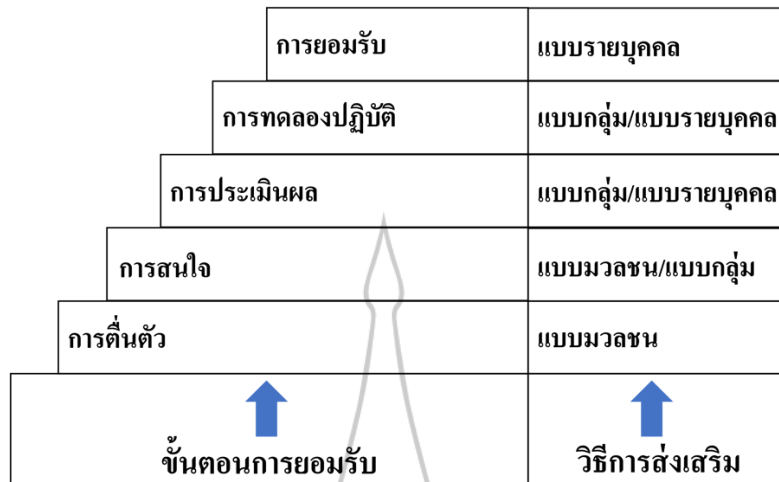 การยอมรับ แบบรายบุคคล
การทดลองปฏิบัติ แบบกลุ่ม/แบบรายบุคคล
การประเมินผล แบบกลุ่ม/แบบรายบุคคล
การสนใจ แบบมวลชน/แบบกลุ่ม
การตื่นตัว แบบมวลชน
ขั้นตอนการยอมรับ วิธีการส่งเสริม